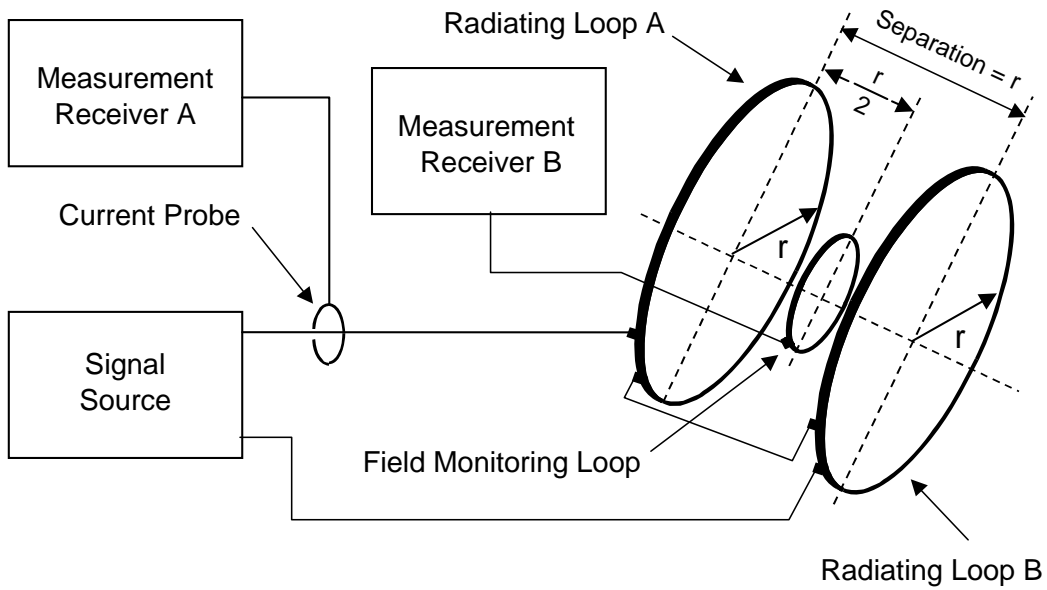 Radiating Loop A
Separation = r
r
2
Measurement
Receiver A
Measurement
Receiver B
Current Probe
r
r
Signal
Source
Field Monitoring Loop
Radiating Loop B